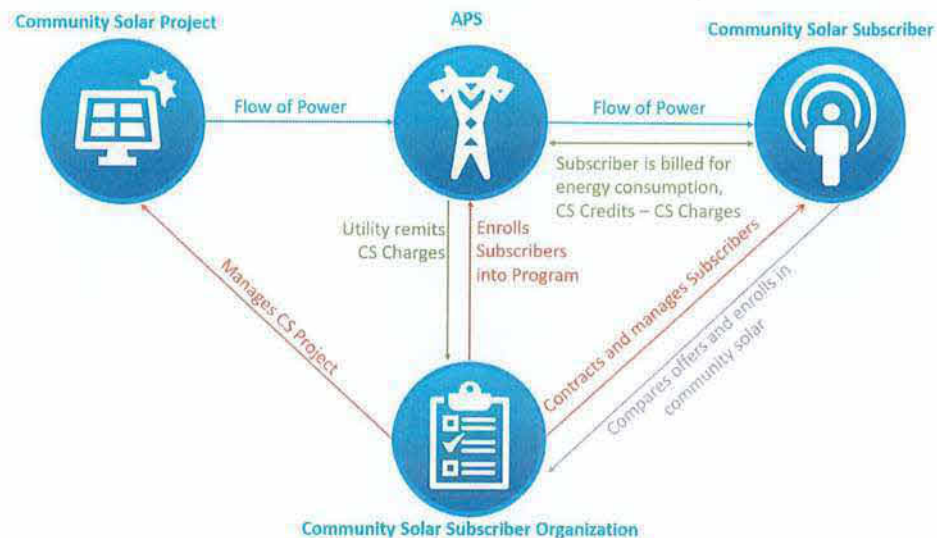 Community Solar Project
APS
Community Solar Subscriber
Flow of Power
Flow of Power
Subscriber is billed for
energy consumption,
CS Credits – CS Charges
Utility remits
CS Charges
Enrolls
Subscribers
into Program
Manages CS Project
Contracts and manages Subscribers
Compares offers and enrolls in
community solar
Community Solar Subscriber Organization